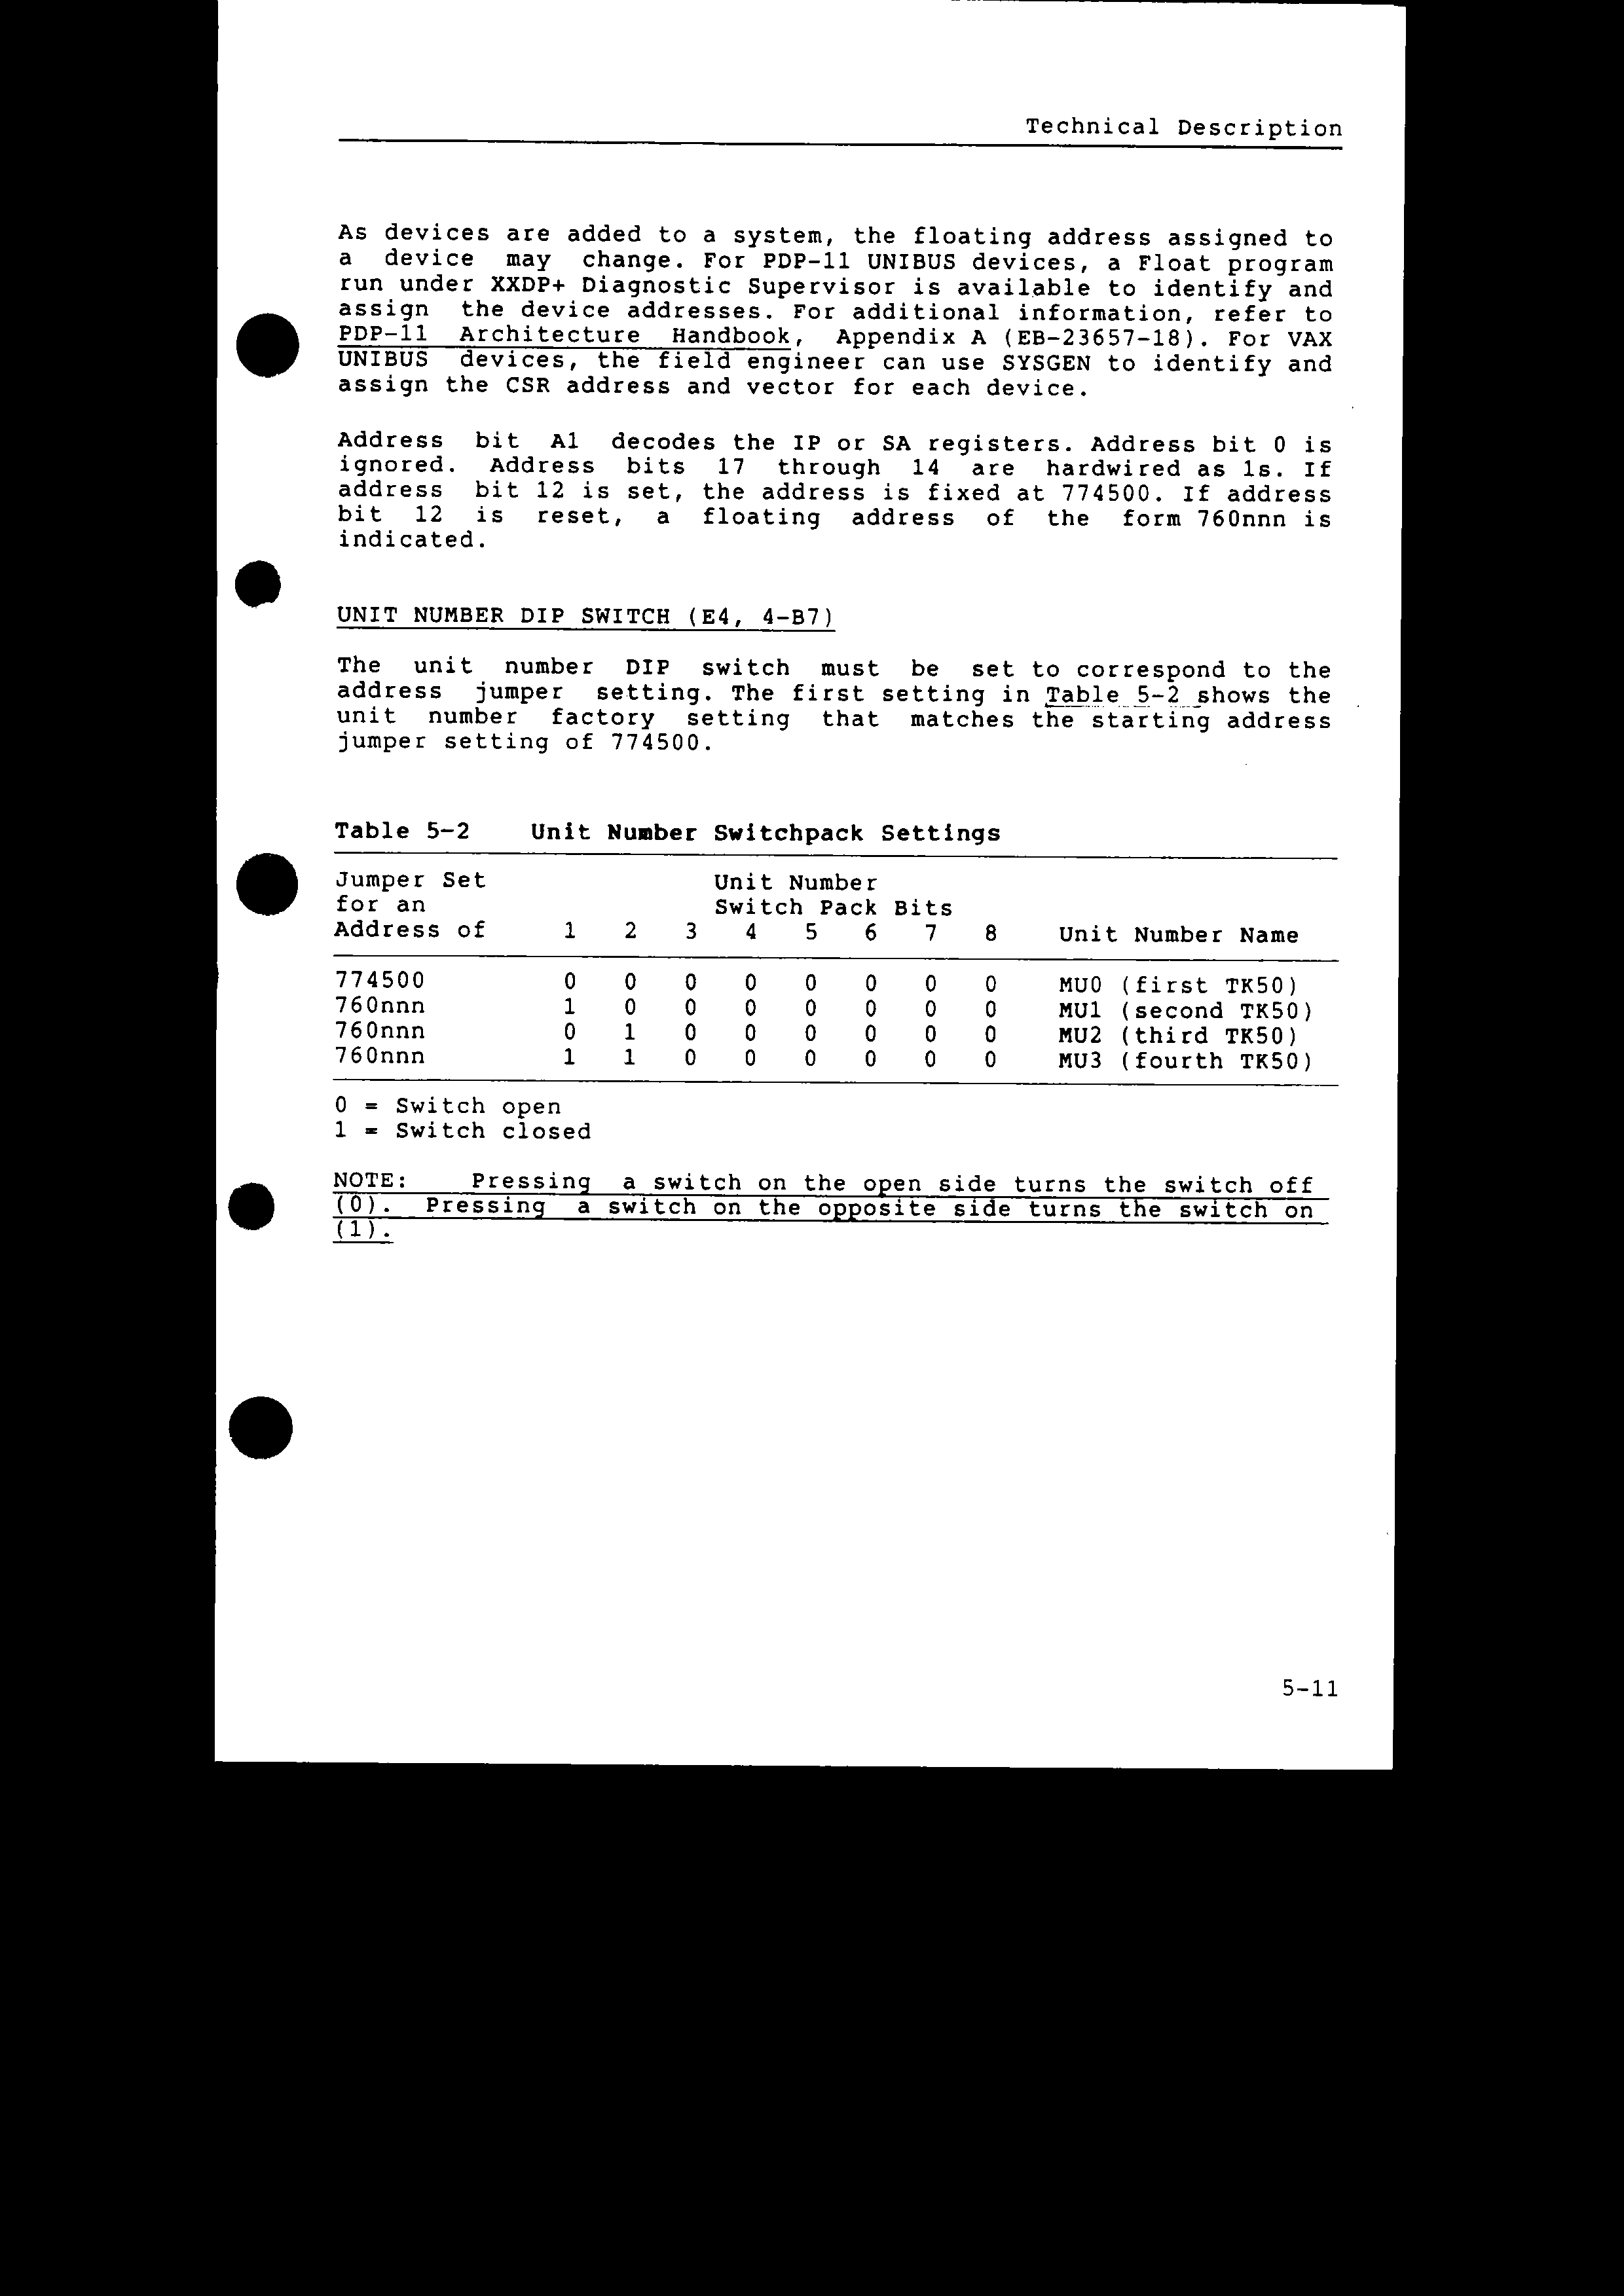 Technical Description
As devices are added to a system, the floating address assigned to
a device may change. For PDP-11 UNIBUS devices, a Float program
run under XXDP+ Diagnostic Supervisor is available to identify and
assign the device addresses. For additional information, refer to
PDP-11 Architecture Handbook, Appendix A (EB-23657-18). For VAX
UNIBUS devices, the field engineer can use SYSGEN to identify and
assign the CSR address and vector for each device.
Address bit A1 decodes the IP or SA registers. Address bit 0 is
ignored. Address bits 17 through 14 are hardwired as 1s. If
address bit 12 is set, the address is fixed at 774500. If address
bit 12 is reset, a floating address of the form 760nnn is
indicated.
UNIT NUMBER DIP SWITCH (E4, 4-B7)
The unit number DIP switch must be set to correspond to the
address jumper setting. The first setting in Table 5-2 shows the
unit number factory setting that matches the starting address
jumper setting of 774500.
Table 5-2 Unit Number Switchpack Settings
Jumper Set Unit Number
for an Switch Pack Bits
Address of 1 2 3 4 5 6 7 8 Unit Number Name
774500 0 0 0 0 0 0 0 0 MU0 (first TK50)
760nnn 1 0 0 0 0 0 0 0 MU1 (second TK50)
760nnn 0 1 0 0 0 0 0 0 MU2 (third TK50)
760nnn 1 1 0 0 0 0 0 0 MU3 (fourth TK50)
0 = Switch open
1 = Switch closed
NOTE: Pressing a switch on the open side turns the switch off
(0). Pressing a switch on the opposite side turns the switch on
(1).
5-11